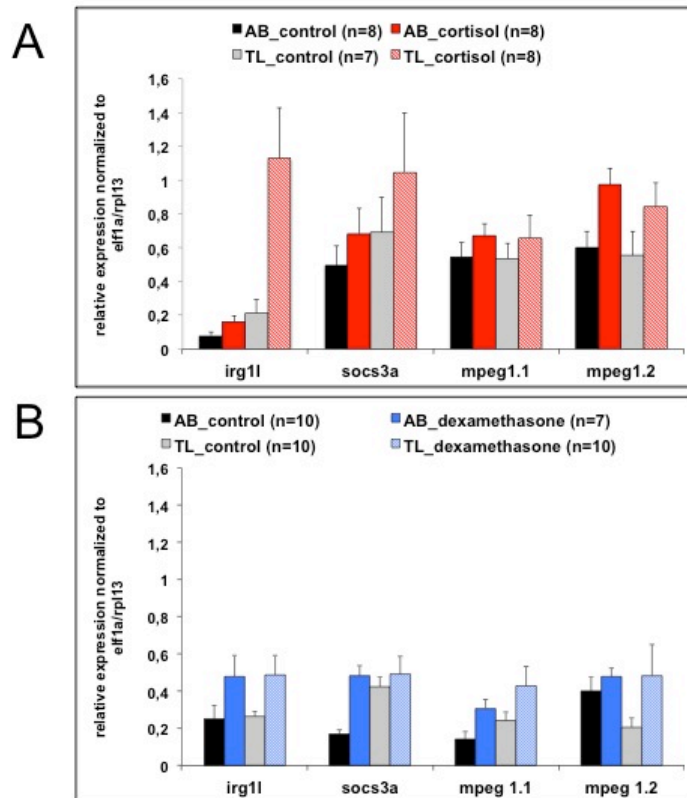 A
AB_control (n=8) AB_cortisol (n=8)
TL_control (n=7) TL_cortisol (n=8)
relative expression normalized to
elf1a/rpl13
1,6
1,4
1,2
1
0,8
0,6
0,4
0,2
0
irg1l socs3a mpeg1.1 mpeg1.2
B
AB_control (n=10) AB_dexamethasone (n=7)
TL_control (n=10) TL_dexamethasone (n=10)
relative expression normalized to
elf1a/rpl13
1,6
1,4
1,2
1
0,8
0,6
0,4
0,2
0
irg1l socs3a mpeg 1.1 mpeg 1.2